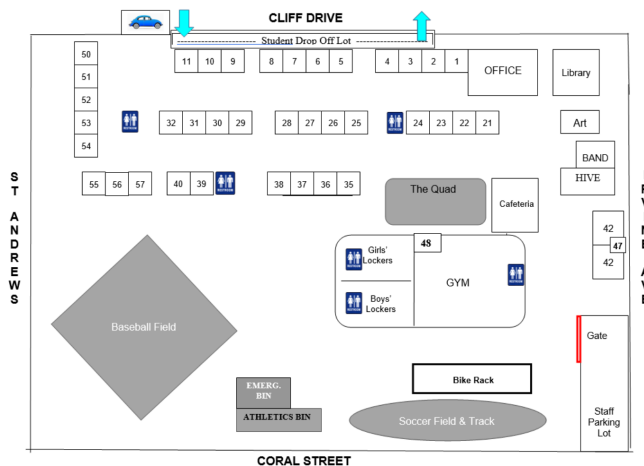 CLIFF DRIVE
Student Drop Off Lot
50
51
52
53
54
11 10 9
8 7 6 5
4 3 2 1
OFFICE
Library
32 31 30 29
28 27 26 25
24 23 22 21
Art
BAND
HIVE
55 56 57
40 39
38 37 36 35
The Quad
Cafeteria
42
47
42
48
Girls'
Lockers
Boys'
Lockers
GYM
ST ANDREWS
Baseball Field
Gate
Bike Rack
EMERG.
BIN
ATHLETICS BIN
Soccer Field & Track
Staff
Parking
Lot
CORAL STREET